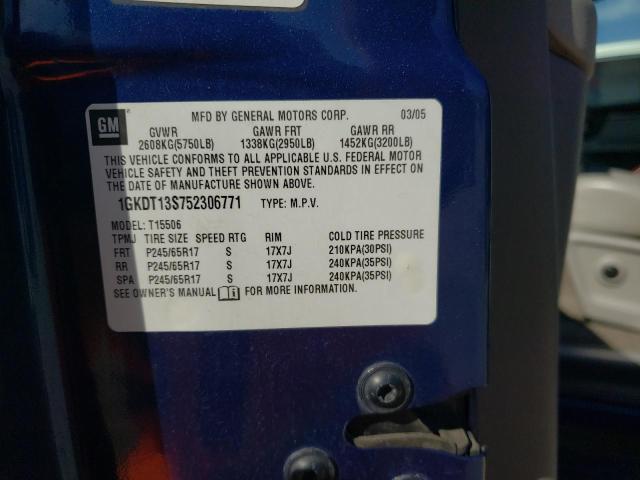 MFD BY GENERAL MOTORS CORP. 03/05
GM
GVWR GAWR FRT GAWR RR
2608KG(5750LB) 1338KG(2950LB) 1452KG(3200LB)
THIS VEHICLE CONFORMS TO ALL APPLICABLE U.S. FEDERAL MOTOR
VEHICLE SAFETY AND THEFT PREVENTION STANDARDS IN EFFECT ON
THE DATE OF MANUFACTURE SHOWN ABOVE.
1GKDT13S752306771 TYPE: M.P.V.
MODEL: T15506
TPMJ TIRE SIZE SPEED RTG RIM COLD TIRE PRESSURE
FRT P245/65R17 S 17X7J 210KPA(30PSI)
RR P245/65R17 S 17X7J 240KPA(35PSI)
SPA P245/65R17 S 17X7J 240KPA(35PSI)
SEE OWNER'S MANUAL FOR MORE INFORMATION.